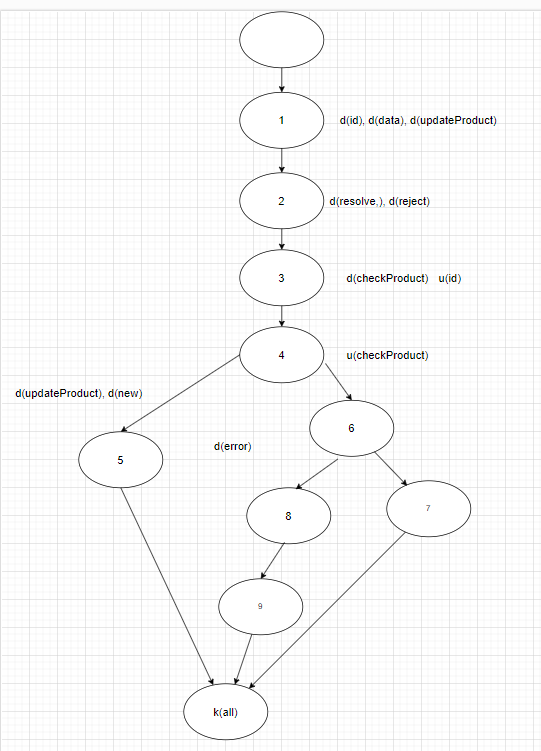 1
d(id), d(data), d(updateProduct)
2
d(resolve,), d(reject)
3
d(checkProduct) u(id)
4
u(checkProduct)
d(updateProduct), d(new)
6
d(error)
5
8
7
9
k(all)